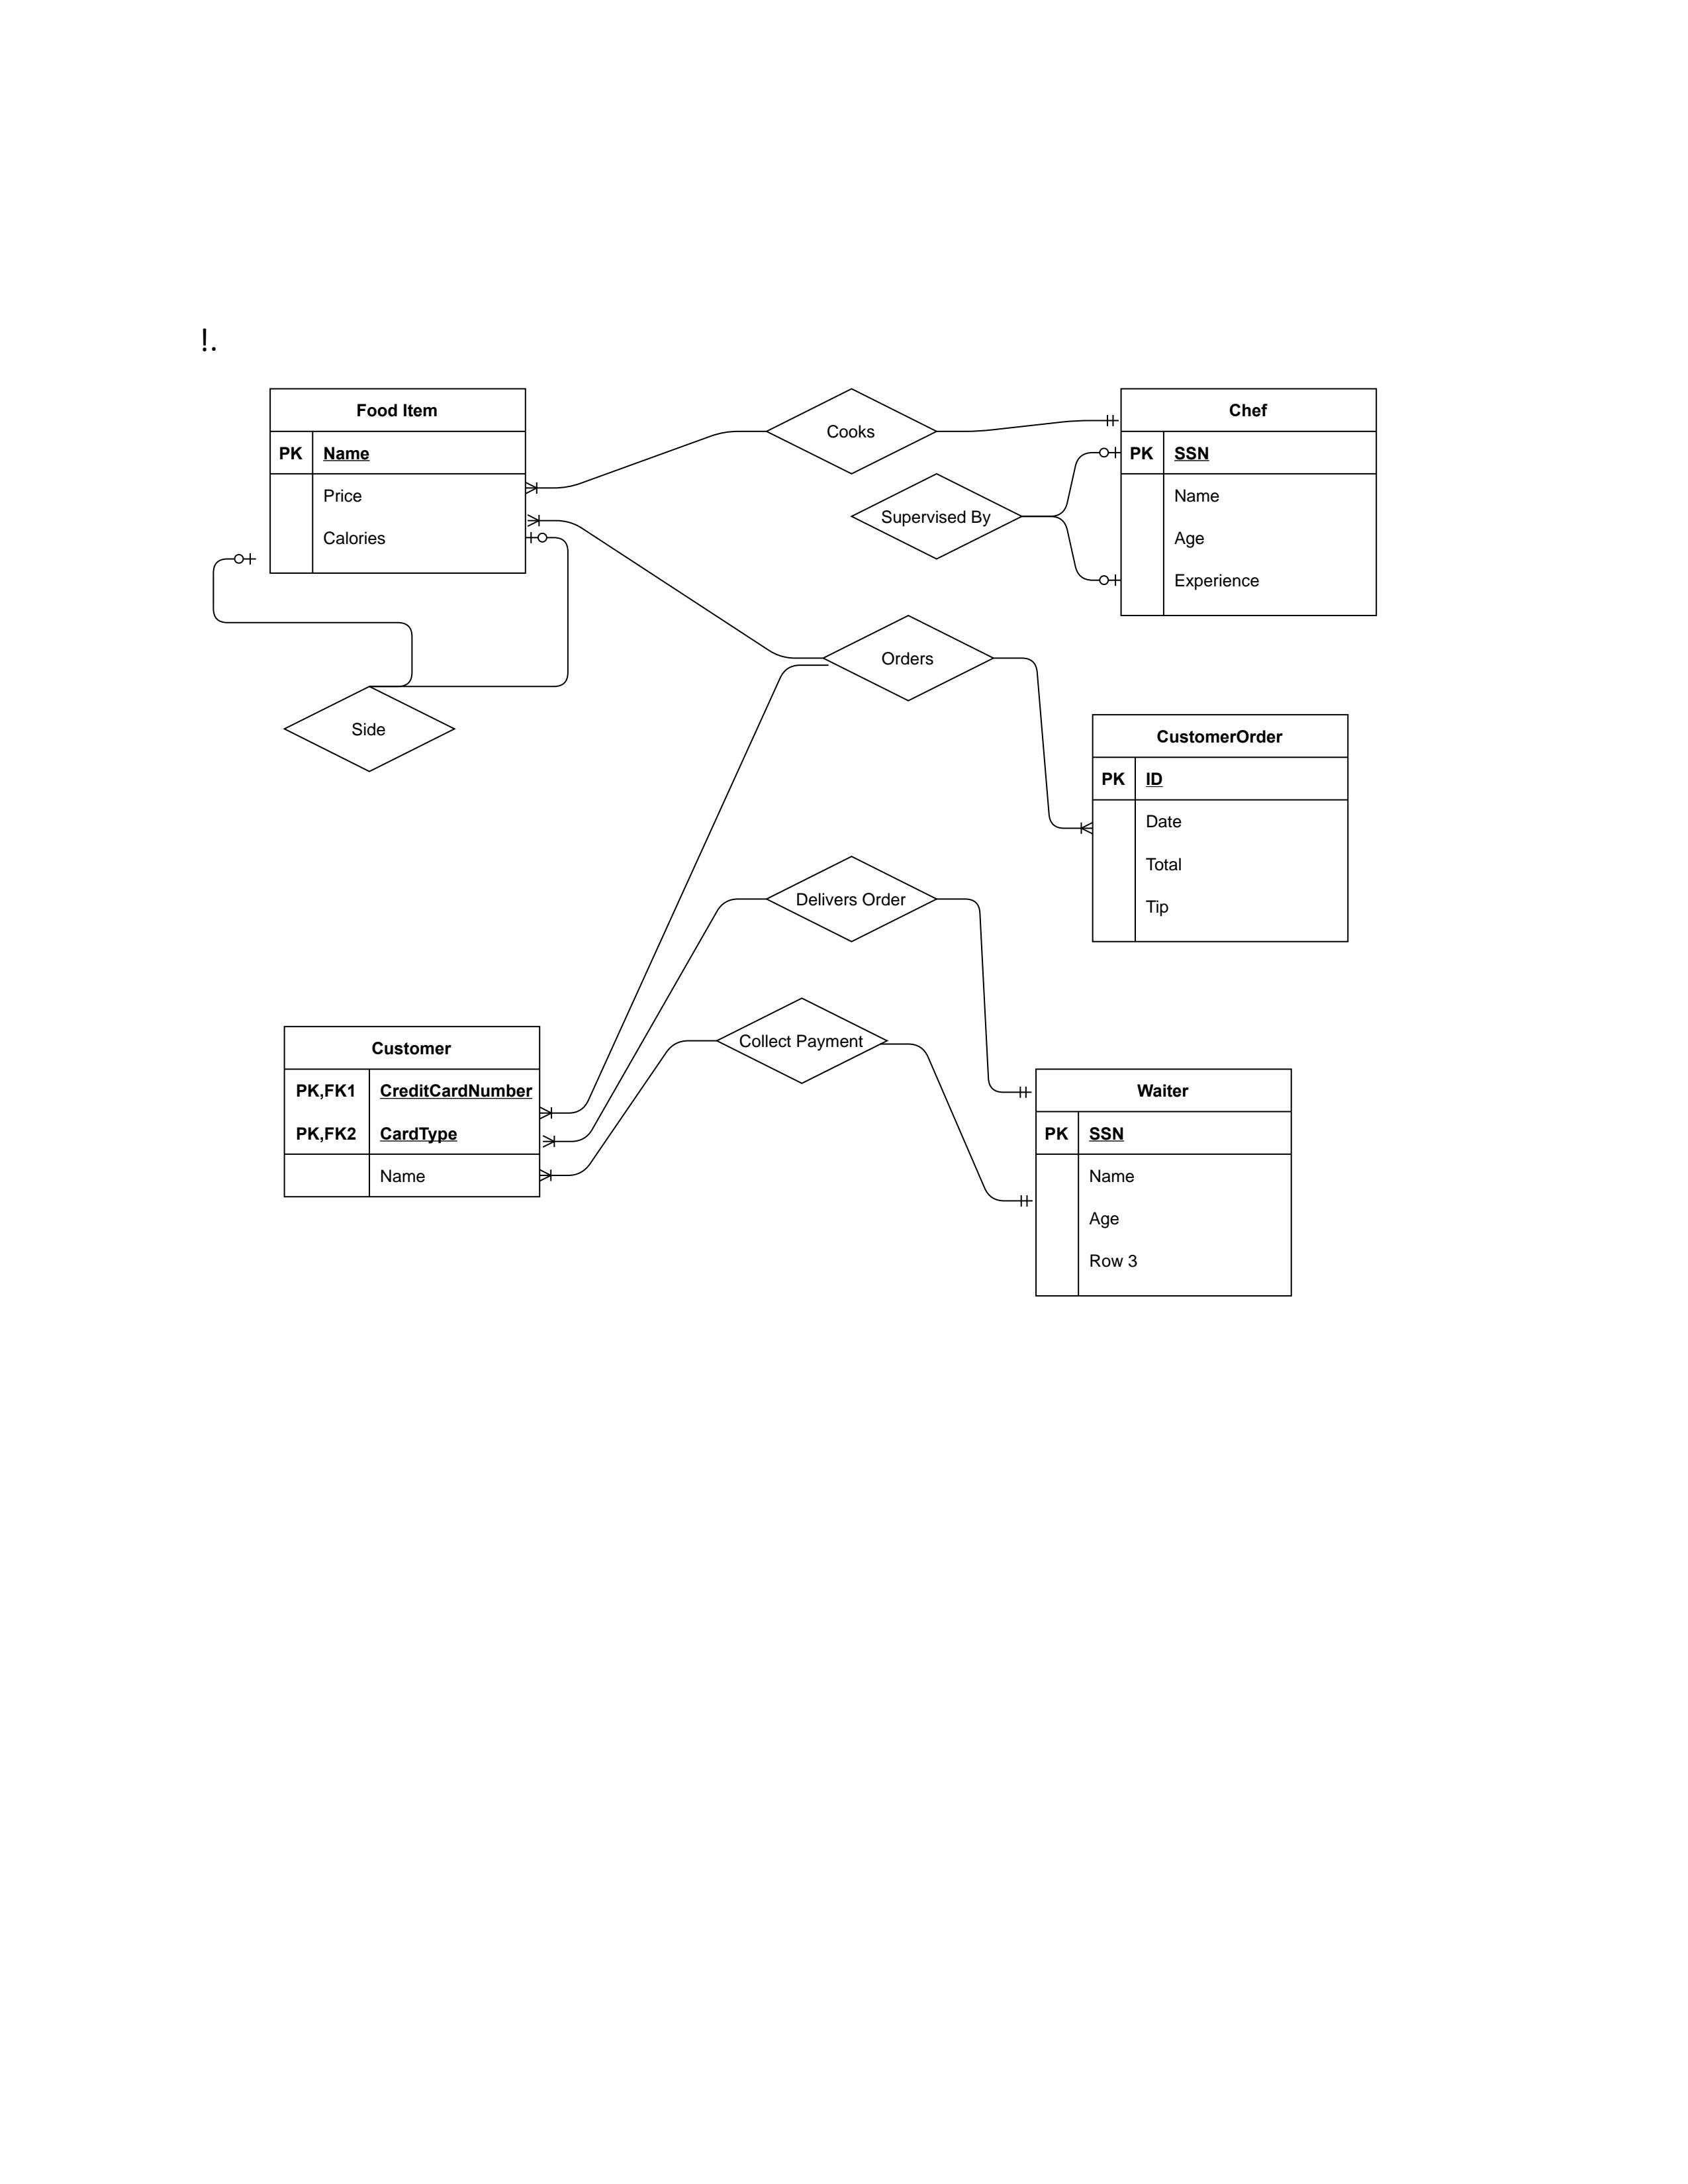 !.
Food Item
PK Name
Price
Calories
Cooks
Chef
PK SSN
Name
Age
Experience
Supervised By
Orders
Side
CustomerOrder
PK ID
Date
Total
Tip
Delivers Order
Collect Payment
Customer
PK,FK1 CreditCardNumber
PK,FK2 CardType
Name
Waiter
PK SSN
Name
Age
Row 3